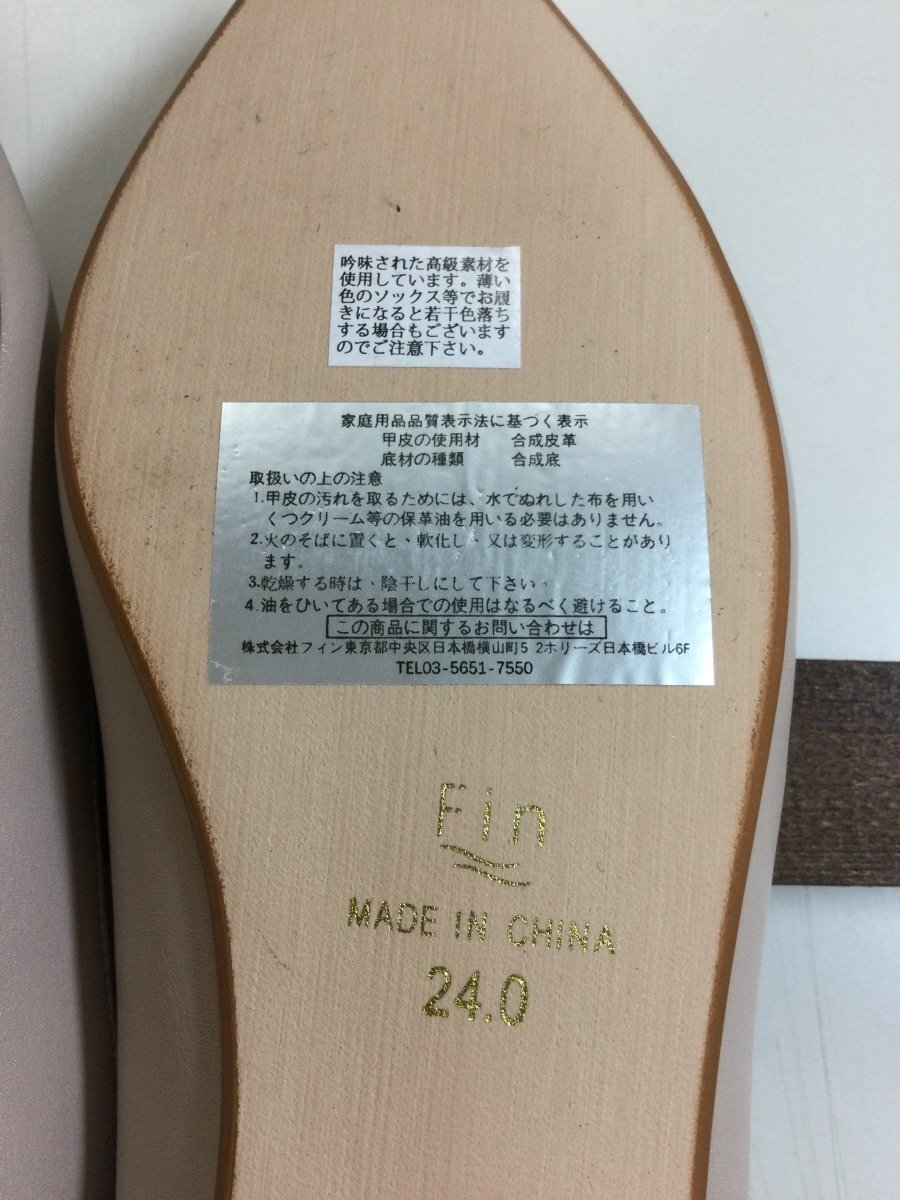 吟味された高級素材を
使用しています。薄い
色のソックス等でお履
きになると若干色落ち
する場合もございます
のでご注意下さい。
家庭用品品質表示法に基づく表示
甲皮の使用材 合成皮革
底材の種類 合成底
取扱いの上の注意
1.甲皮の汚れを取るためには、水でぬれした布を用い
くつクリーム等の保革油を用いる必要はありません。
2.火のそばに置くと、軟化し、又は変形することがあり
ます。
3.乾燥する時は、陰干しにして下さい。
4.油をひいてある場合での使用はなるべく避けること。
この商品に関するお問い合わせは
株式会社フィン東京都中央区日本橋横山町5 2ホリーズ日本橋ビル6F
TEL03-5651-7550
Fin
MADE IN CHINA
24.0